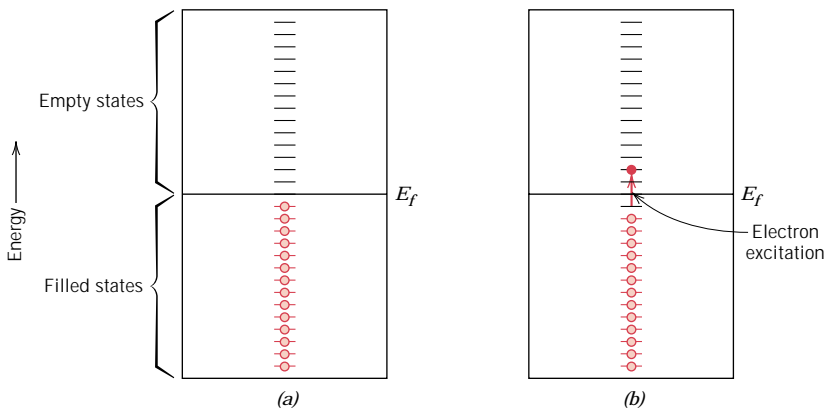 Empty states
Energy
Filled states
E_f
(a)
E_f
Electron
excitation
(b)